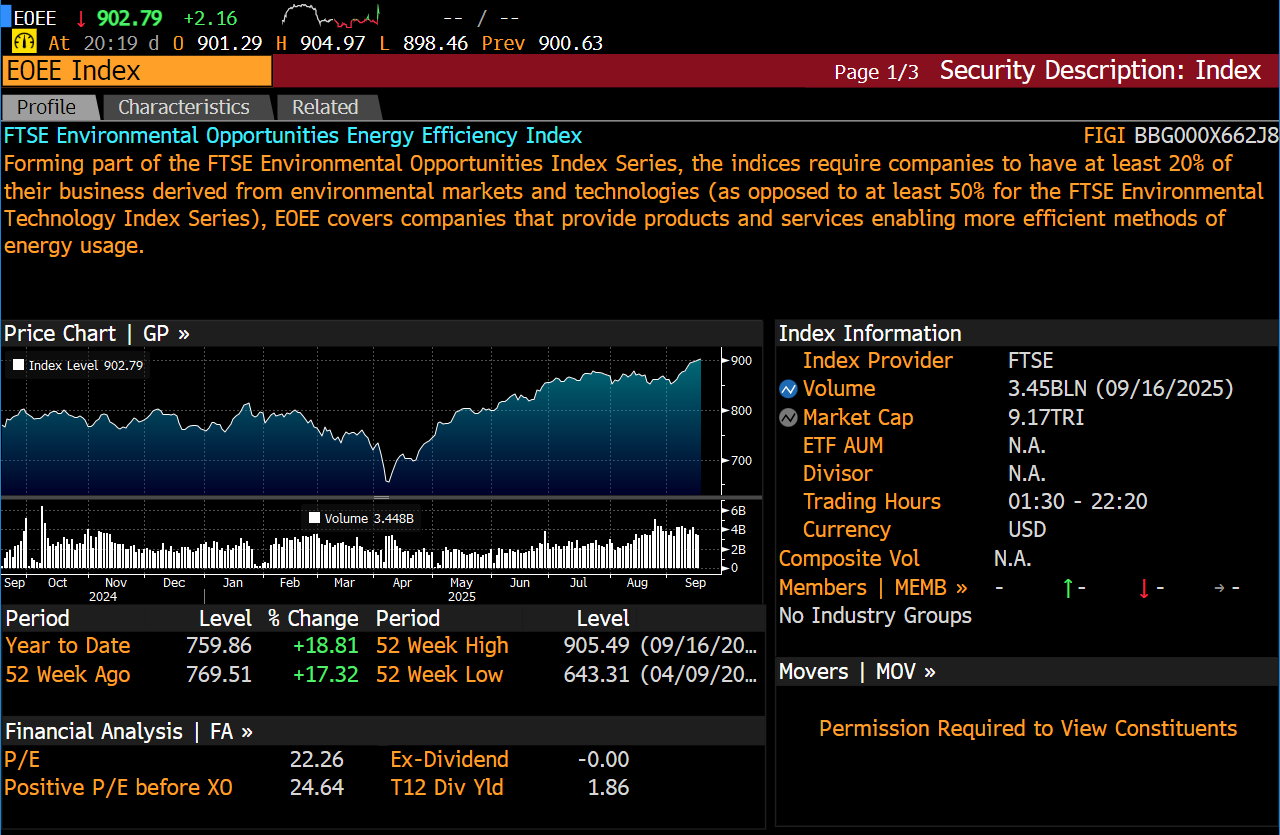 EOEE ↓ 902.79 +2.16 -- / --
At 20:19 d O 901.29 H 904.97 L 898.46 Prev 900.63
EOEE Index Page 1/3 Security Description: Index
Profile Characteristics Related
FTSE Environmental Opportunities Energy Efficiency Index FIGI BBG000X662J8
Forming part of the FTSE Environmental Opportunities Index Series, the indices require companies to have at least 20% of
their business derived from environmental markets and technologies (as opposed to at least 50% for the FTSE Environmental
Technology Index Series), EOEE covers companies that provide products and services enabling more efficient methods of
energy usage.
Price Chart | GP »
Index Level 902.79
900
800
700
Volume 3.448B
6B
4B
2B
0
Sep Oct Nov Dec Jan Feb Mar Apr May Jun Jul Aug Sep
2024 2025
Period Level % Change Period Level
Year to Date 759.86 +18.81 52 Week High 905.49 (09/16/20…
52 Week Ago 769.51 +17.32 52 Week Low 643.31 (04/09/20…
Financial Analysis | FA »
P/E 22.26 Ex-Dividend -0.00
Positive P/E before XO 24.64 T12 Div Yld 1.86
Index Information
Index Provider FTSE
Volume 3.45BLN (09/16/2025)
Market Cap 9.17TRI
ETF AUM N.A.
Divisor N.A.
Trading Hours 01:30 - 22:20
Currency USD
Composite Vol N.A.
Members | MEMB » - ↑- ↓- →-
No Industry Groups
Movers | MOV »
Permission Required to View Constituents